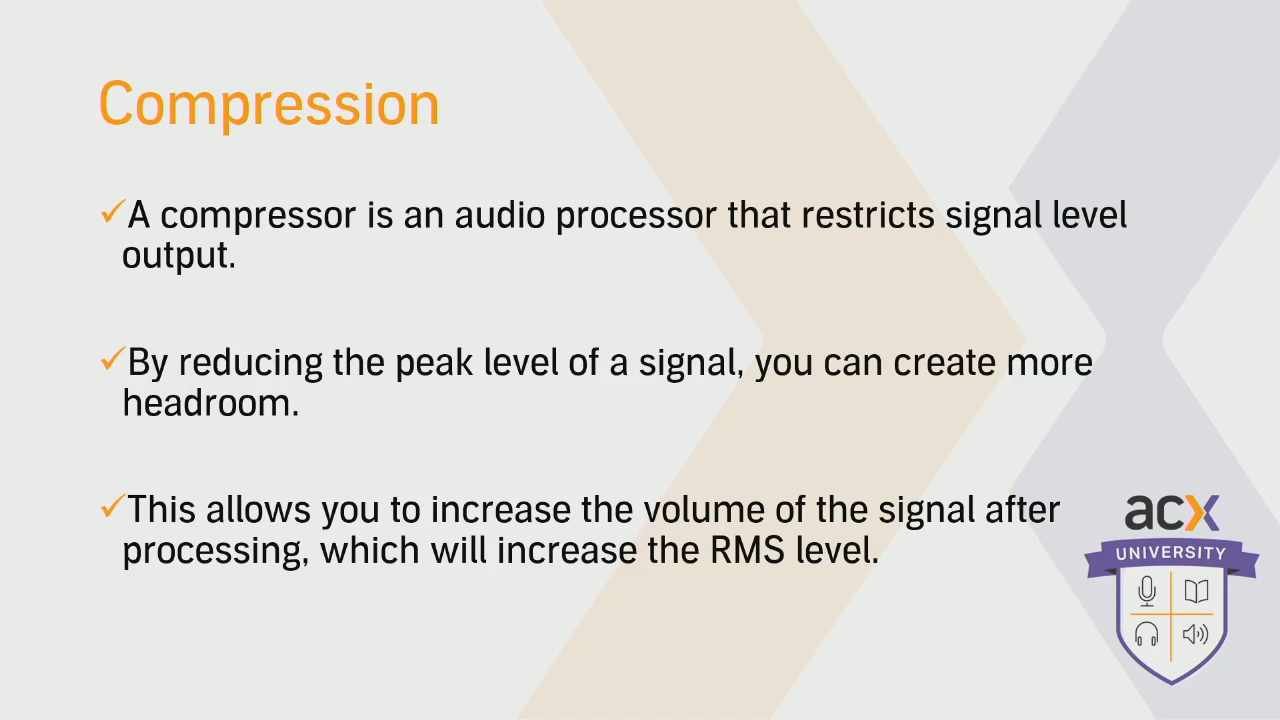 Compression
✓A compressor is an audio processor that restricts signal level
output.
✓By reducing the peak level of a signal, you can create more
headroom.
✓This allows you to increase the volume of the signal after
processing, which will increase the RMS level.
acx
UNIVERSITY